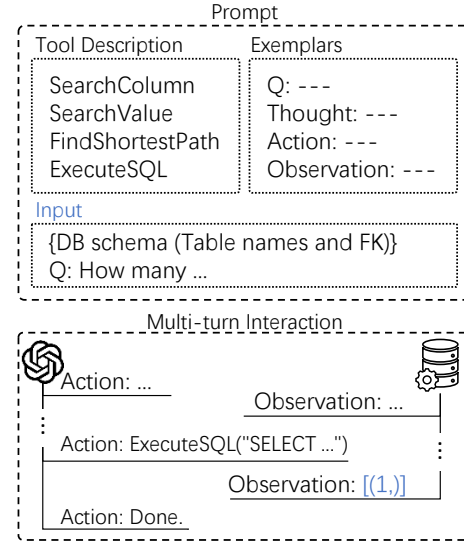 Prompt
Tool Description
Exemplars
SearchColumn
SearchValue
FindShortestPath
ExecuteSQL
Q: ---
Thought: ---
Action: ---
Observation: ---
Input
{DB schema (Table names and FK)}
Q: How many ...
Multi-turn Interaction
Action: ...
Observation: ...
Action: ExecuteSQL("SELECT ...")
Observation: [(1,)]
Action: Done.